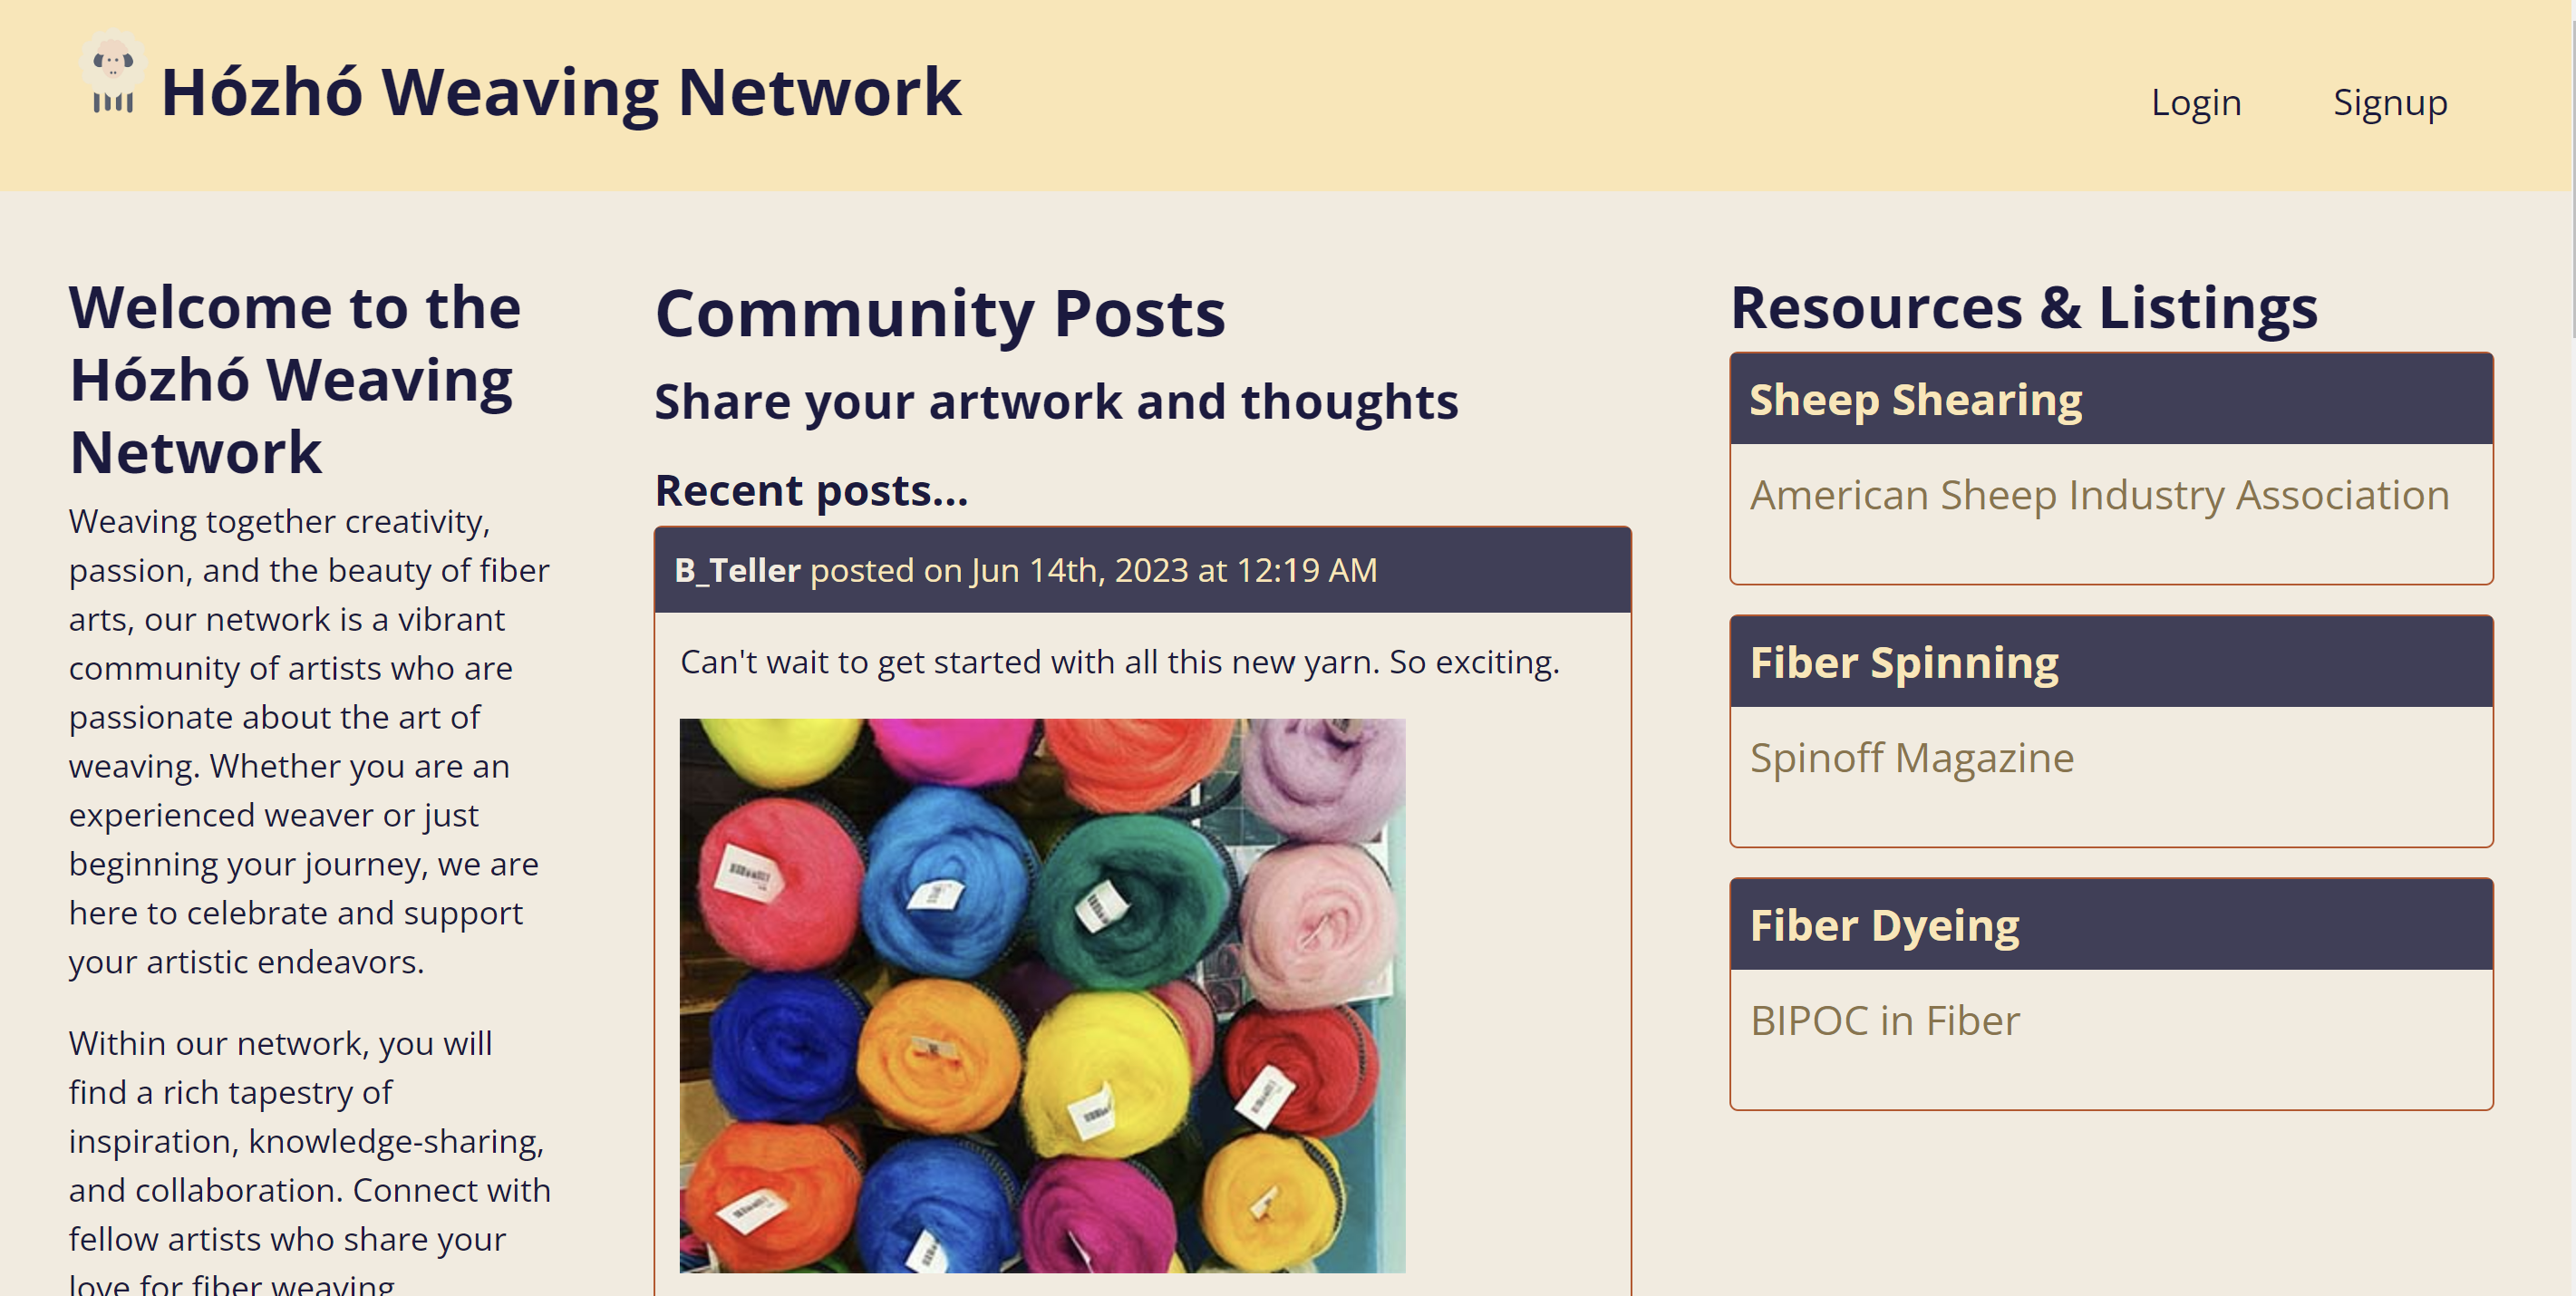 Hózhó Weaving Network
Login
Signup
Welcome to the
Hózhó Weaving
Network
Weaving together creativity,
passion, and the beauty of fiber
arts, our network is a vibrant
community of artists who are
passionate about the art of
weaving. Whether you are an
experienced weaver or just
beginning your journey, we are
here to celebrate and support
your artistic endeavors.
Within our network, you will
find a rich tapestry of
inspiration, knowledge-sharing,
and collaboration. Connect with
fellow artists who share your
love for fiber weaving
Community Posts
Share your artwork and thoughts
Recent posts...
B_Teller posted on Jun 14th, 2023 at 12:19 AM
Can't wait to get started with all this new yarn. So exciting.
Resources & Listings
Sheep Shearing
American Sheep Industry Association
Fiber Spinning
Spinoff Magazine
Fiber Dyeing
BIPOC in Fiber